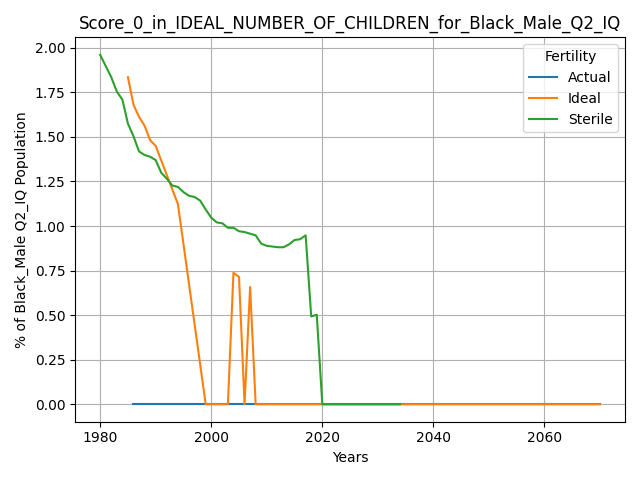 Score_0_in_IDEAL_NUMBER_OF_CHILDREN_for_Black_Male_Q2_IQ
Fertility
Actual
Ideal
Sterile
% of Black_Male Q2_IQ Population
2.00
1.75
1.50
1.25
1.00
0.75
0.50
0.25
0.00
1980 2000 2020 2040 2060
Years